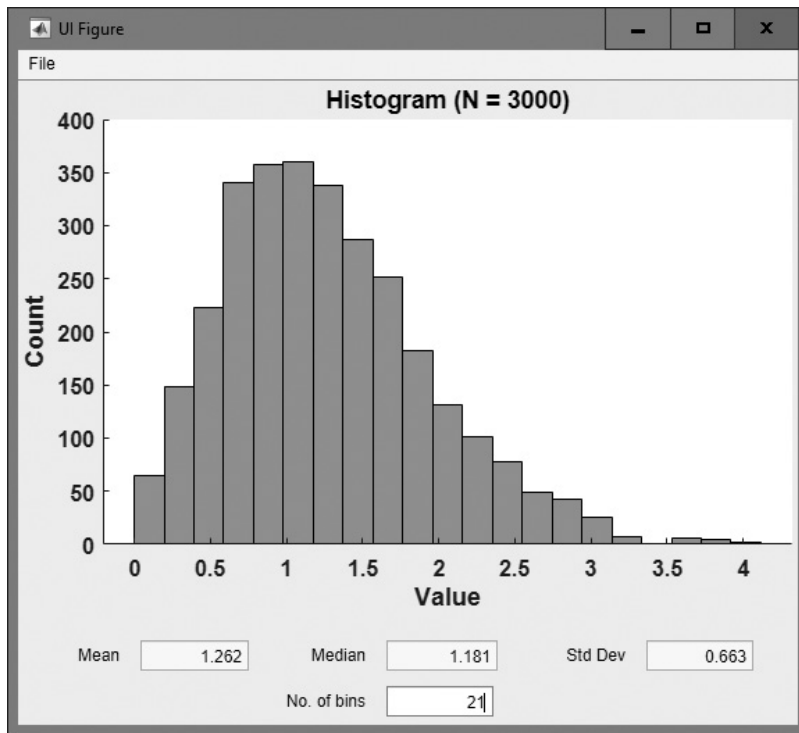 UI Figure
File
Histogram (N = 3000)
400
350
300
250
200
150
100
50
0
Count
0 0.5 1 1.5 2 2.5 3 3.5 4
Value
Mean 1.262 Median 1.181 Std Dev 0.663
No. of bins 21